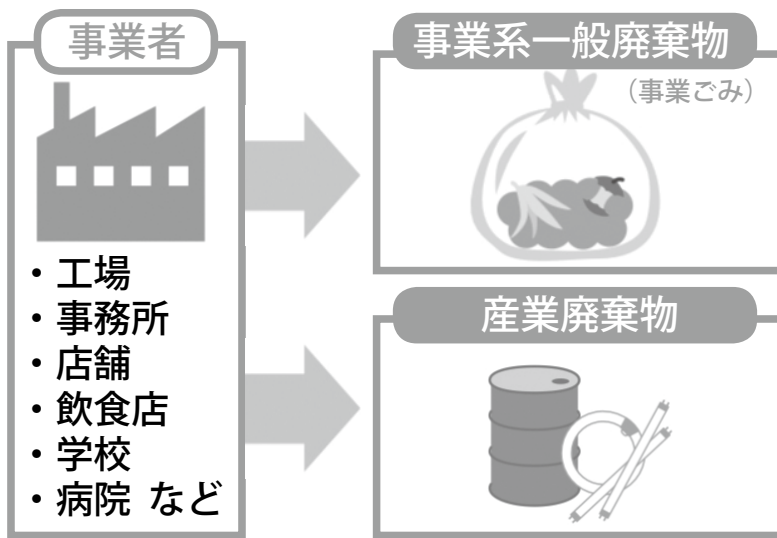 事業者
・工場
・事務所
・店舗
・飲食店
・学校
・病院 など
事業系一般廃棄物
（事業ごみ）
産業廃棄物